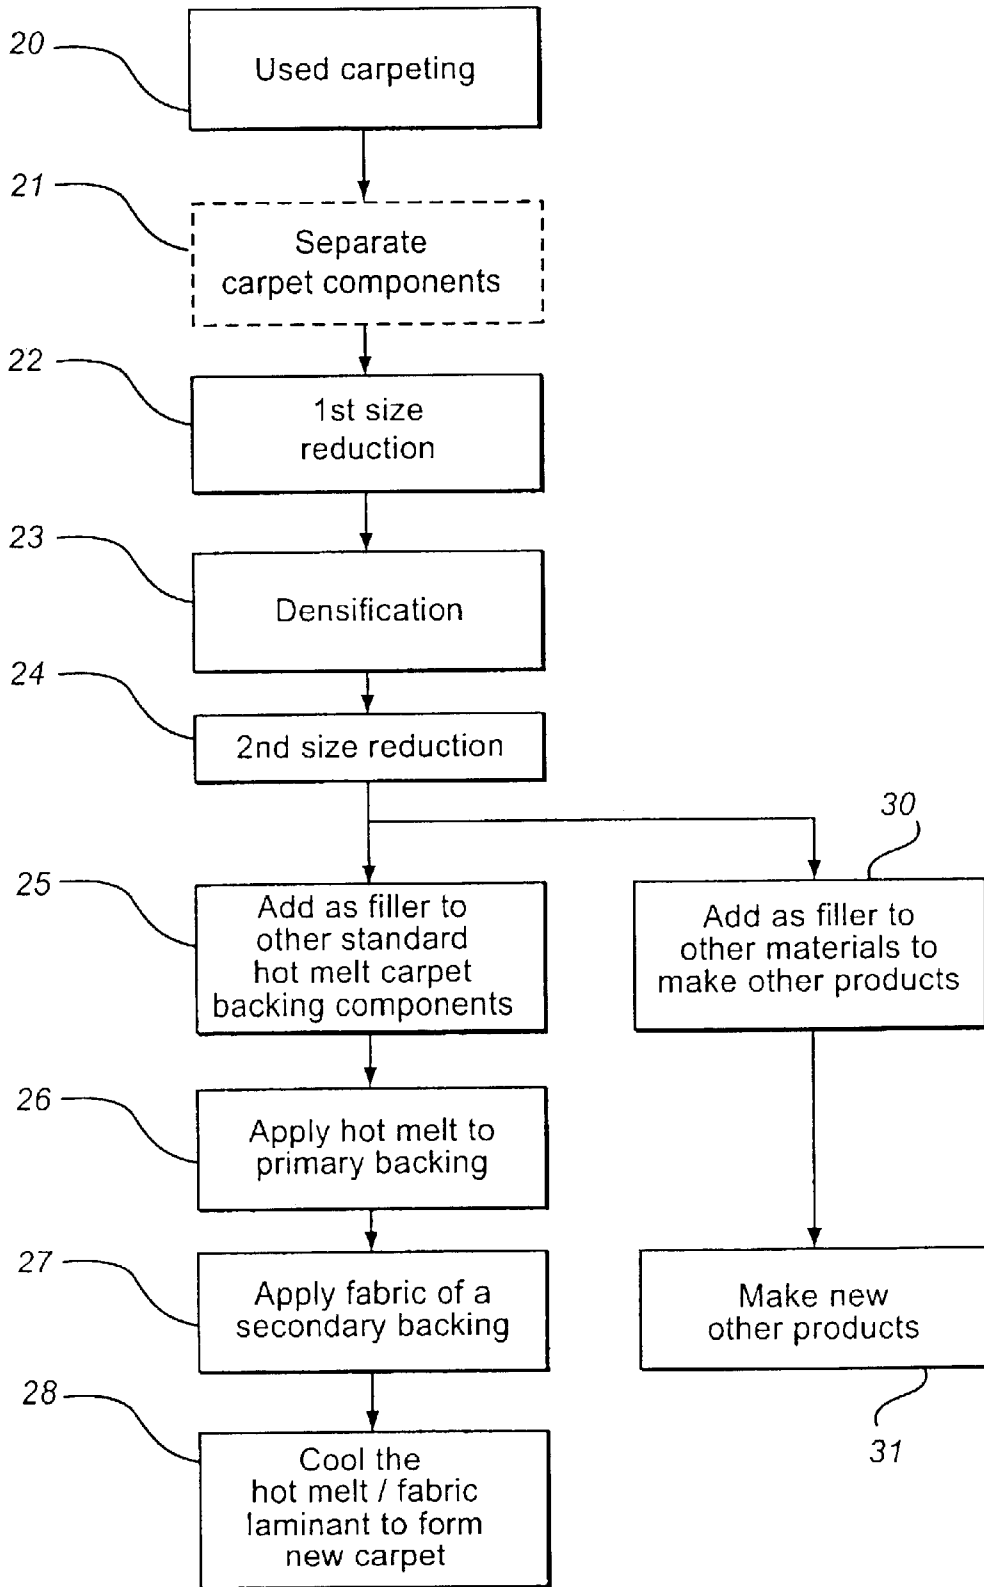 20
Used carpeting
21
Separate
carpet components
22
1st size
reduction
23
Densification
24
2nd size reduction
25
Add as filler to
other standard
hot melt carpet
backing components
30
Add as filler to
other materials to
make other products
26
Apply hot melt to
primary backing
27
Apply fabric of a
secondary backing
Make new
other products
31
28
Cool the
hot melt / fabric
laminant to form
new carpet